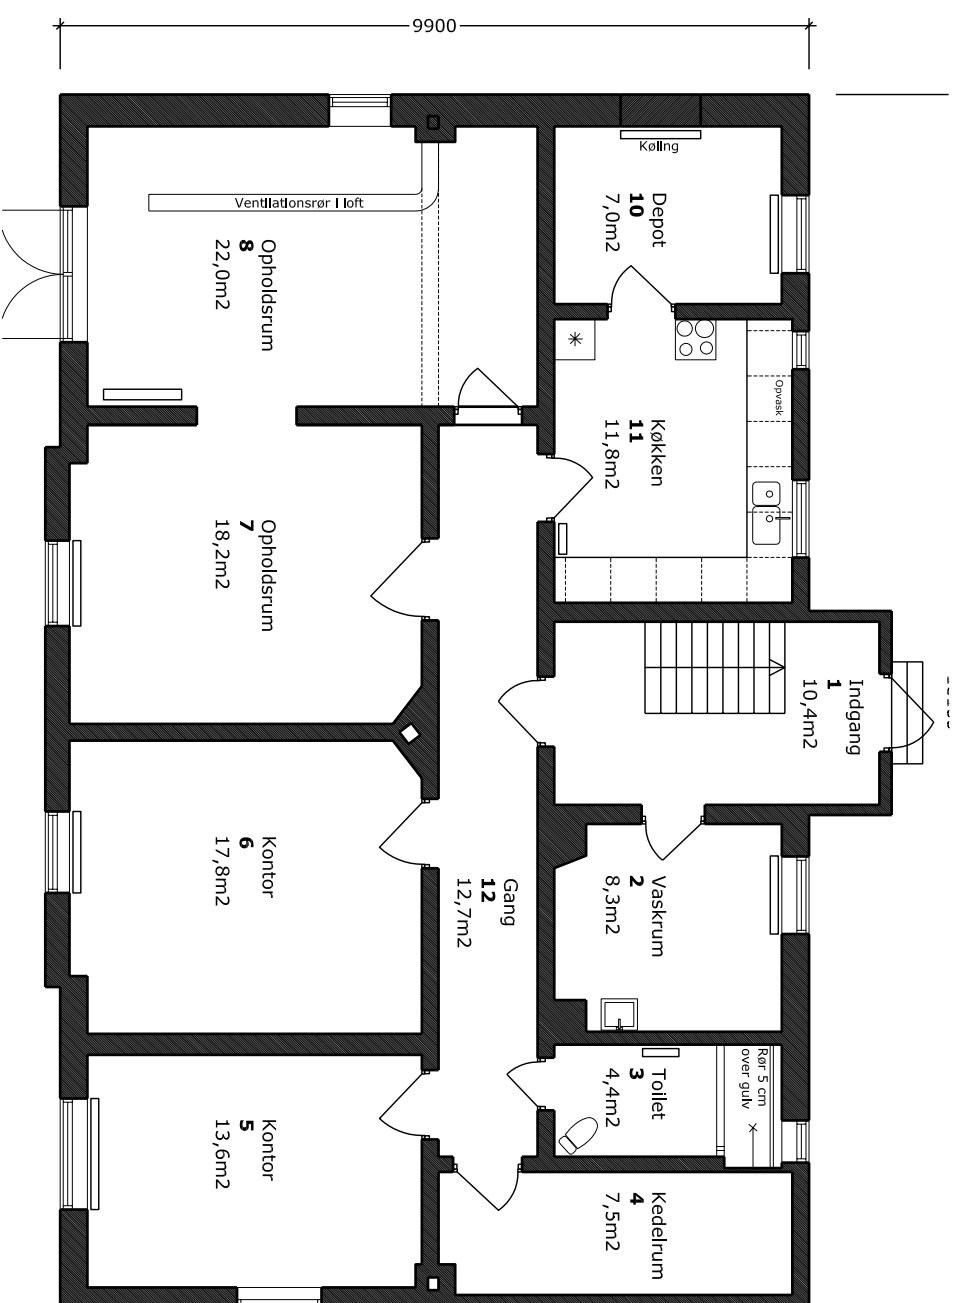 9900
Køling
Ventilationsrør i loft
Depot
10
7,0m2
Opholdsrum
8
22,0m2
Opvask
Køkken
11
11,8m2
Opholdsrum
7
18,2m2
Indgang
1
10,4m2
Kontor
6
17,8m2
Gang
12
12,7m2
Vaskrum
2
8,3m2
Rør 5 cm
over gulv
Toilet
3
4,4m2
Kontor
5
13,6m2
Kedelrum
4
7,5m2